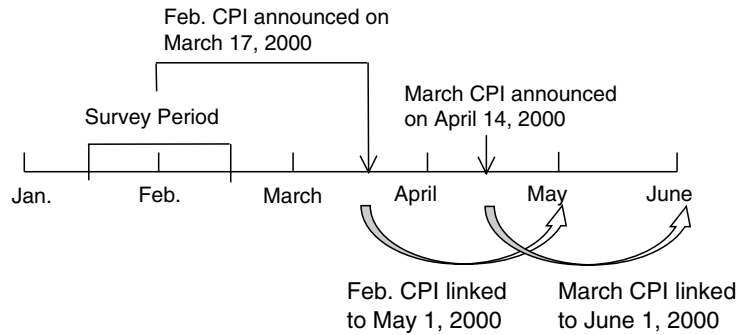 Feb. CPI announced on
March 17, 2000
March CPI announced
on April 14, 2000
Survey Period
Jan.
Feb.
March
April
May
June
Feb. CPI linked
to May 1, 2000
March CPI linked
to June 1, 2000